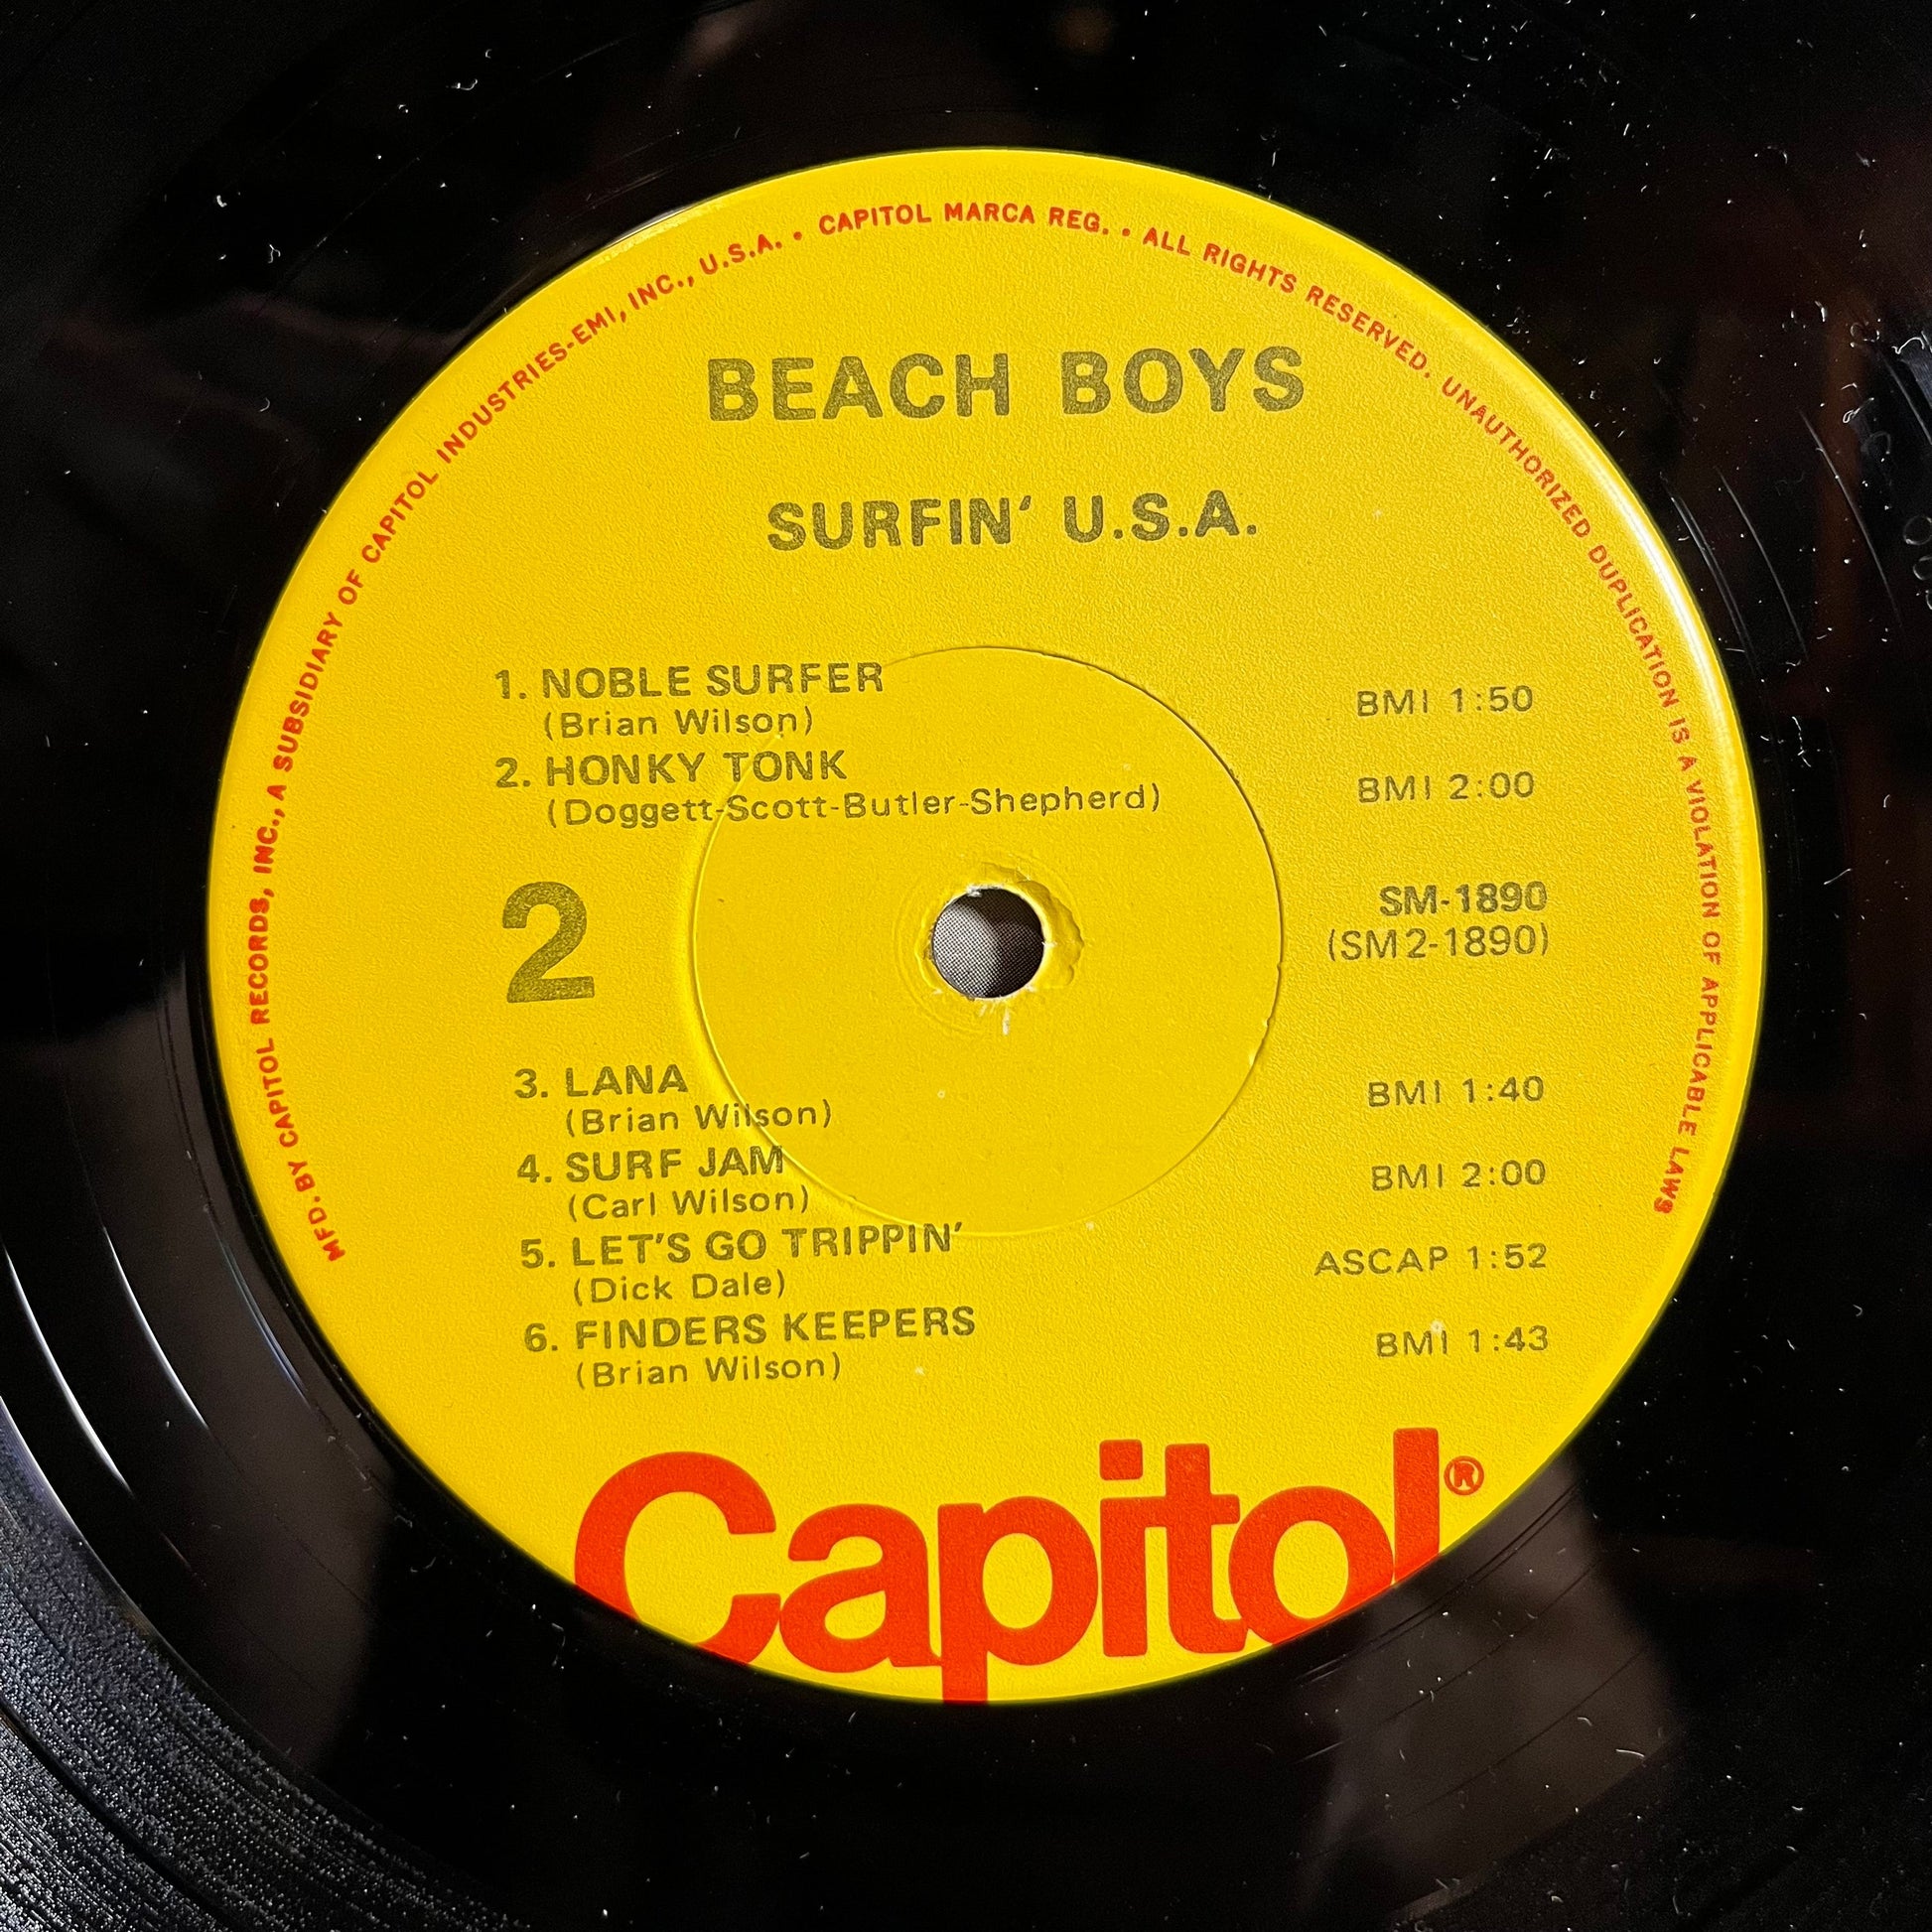 MFD. BY CAPITOL RECORDS, INC., A SUBSIDIARY OF CAPITOL INDUSTRIES-EMI, INC., U.S.A. • CAPITOL MARCA REG. • ALL RIGHTS RESERVED. UNAUTHORIZED DUPLICATION IS A VIOLATION OF APPLICABLE LAWS
BEACH BOYS
SURFIN' U.S.A.
1. NOBLE SURFER
(Brian Wilson) BMI 1:50
2. HONKY TONK
(Doggett-Scott-Butler-Shepherd) BMI 2:00
2
SM-1890
(SM2-1890)
3. LANA
(Brian Wilson) BMI 1:40
4. SURF JAM
(Carl Wilson) BMI 2:00
5. LET'S GO TRIPPIN'
(Dick Dale) ASCAP 1:52
6. FINDERS KEEPERS
(Brian Wilson) BMI 1:43
Capitol®